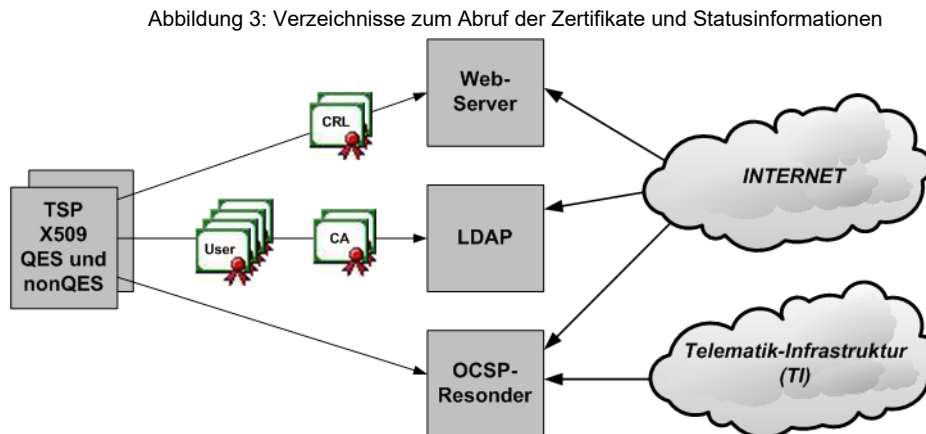 Abbildung 3: Verzeichnisse zum Abruf der Zertifikate und Statusinformationen
Web-
Server
CRL
INTERNET
TSP
X509
QES und
nonQES
User
CA
LDAP
OCSP-
Resonder
Telematik-Infrastruktur
(TI)